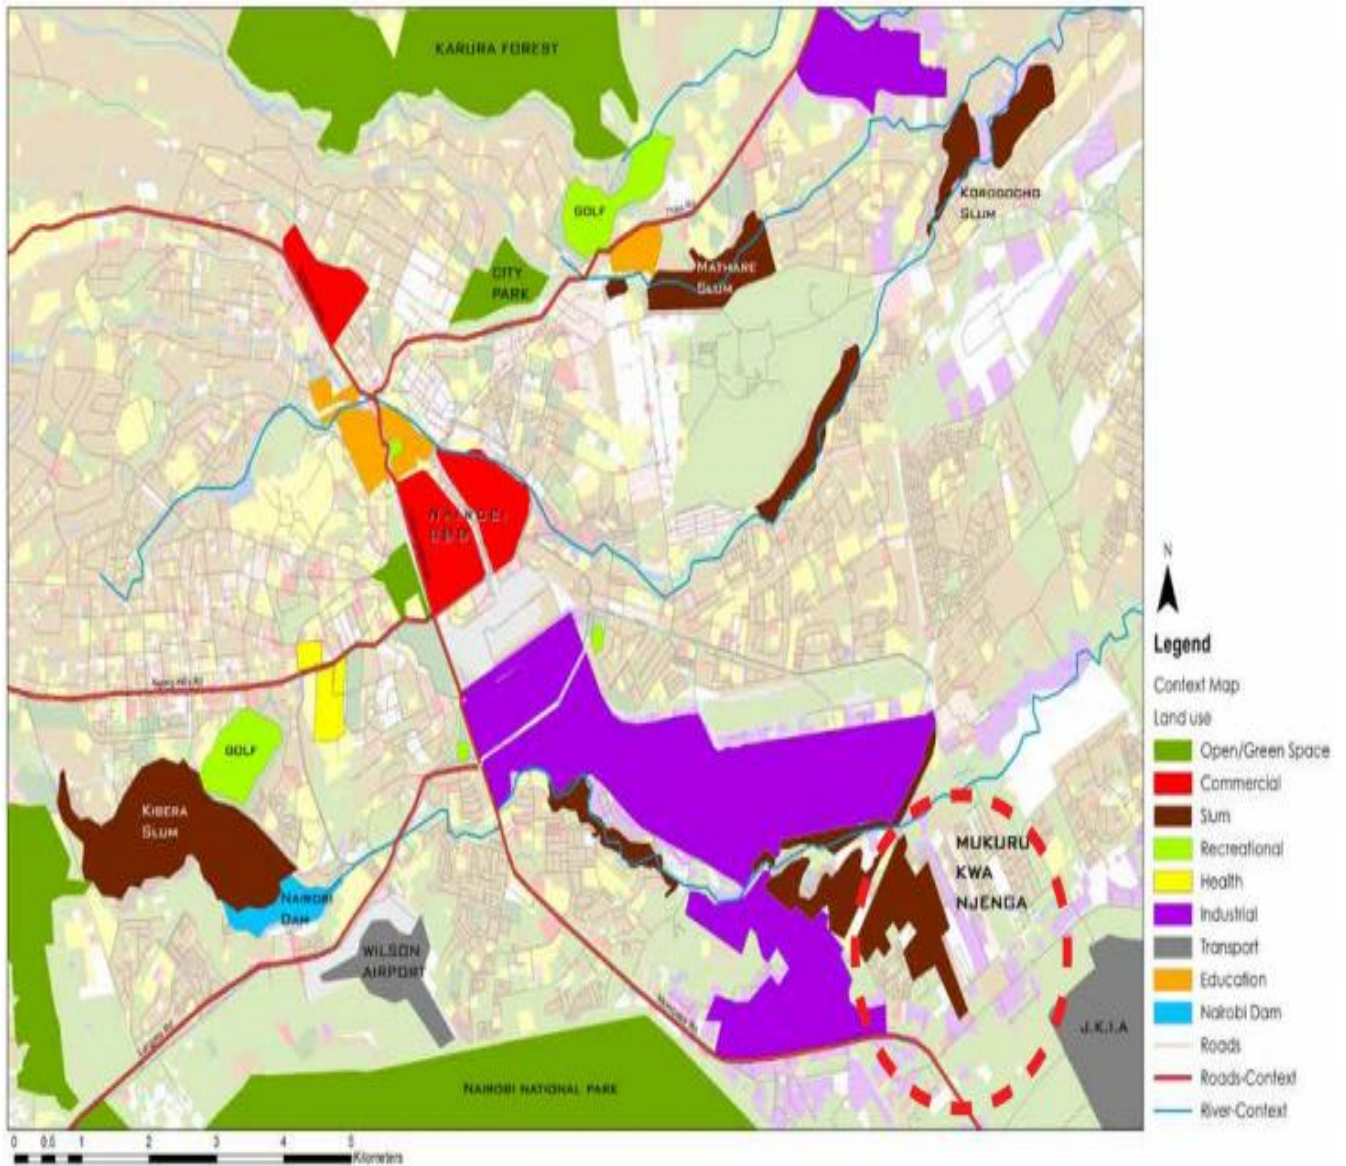 KARURA FOREST
KOROGOCHO
SLUM
GOLF
CITY
PARK
MATHARE
SLUM
NAIROBI
CBD
GOLF
KIBERA
SLUM
NAIROBI
DAM
WILSON
AIRPORT
MUKURU
KWA
NJENGA
J.K.I.A
NAIROBI NATIONAL PARK
N
Legend
Context Map
Land use
Open/Green Space
Commercial
Slum
Recreational
Health
Industrial
Transport
Education
Nairobi Dam
Roads
Roads-Context
River-Context
0 0.5 1 2 3 4 5
Kilometers